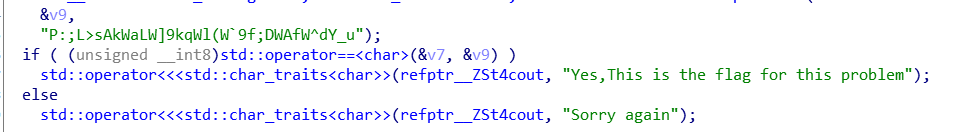 &v9,
"P:;L>sAkWaLW]9kqWl(W`9f;DWAfW^dY_u");
if ( (unsigned __int8)std::operator==<char>(&v7, &v9) )
std::operator<<<std::char_traits<char>>(refptr__ZSt4cout, "Yes,This is the flag for this problem");
else
std::operator<<<std::char_traits<char>>(refptr__ZSt4cout, "Sorry again");